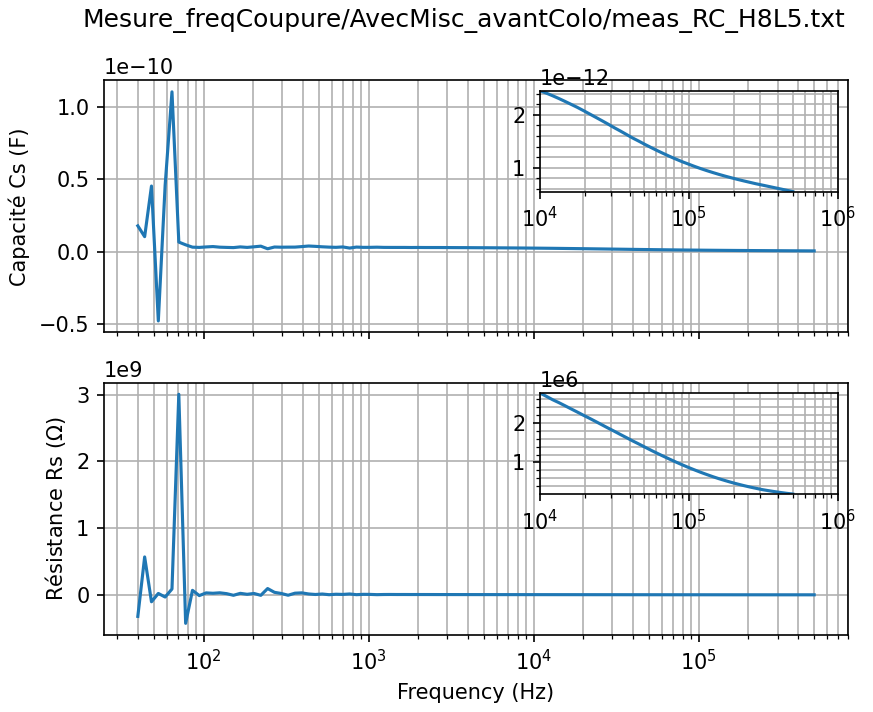 Mesure_freqCoupure/AvecMisc_avantColo/meas_RC_H8L5.txt
1e−10
1e−12
Capacité Cs (F)
1.0
0.5
0.0
−0.5
2
1
10^4 10^5 10^6
1e9
1e6
Résistance Rs (Ω)
3
2
1
0
2
1
10^4 10^5 10^6
10^2 10^3 10^4 10^5
Frequency (Hz)